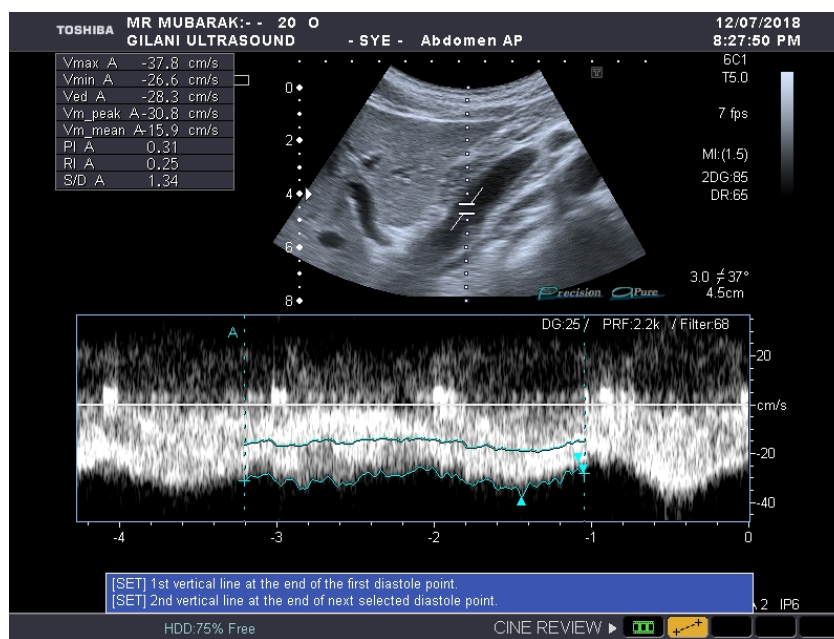 TOSHIBA MR MUBARAK:- - 20 O 12/07/2018
GILANI ULTRASOUND - SYE - Abdomen AP 8:27:50 PM
Vmax A -37.8 cm/s
Vmin A -26.6 cm/s
Ved A -28.3 cm/s
Vm_peak A-30.8 cm/s
Vm_mean A-15.9 cm/s
PI A 0.31
RI A 0.25
S/D A 1.34
6C1
T5.0
7 fps
MI:(1.5)
2DG:85
DR:65
3.0 37°
4.5cm
0
2
4
6
8
Precision APure
DG:25 / PRF:2.2k / Filter:68
A
20
cm/s
-20
-40
-4 -3 -2 -1 0
[SET] 1st vertical line at the end of the first diastole point.
[SET] 2nd vertical line at the end of next selected diastole point.
2 IP6
HDD:75% Free CINE REVIEW